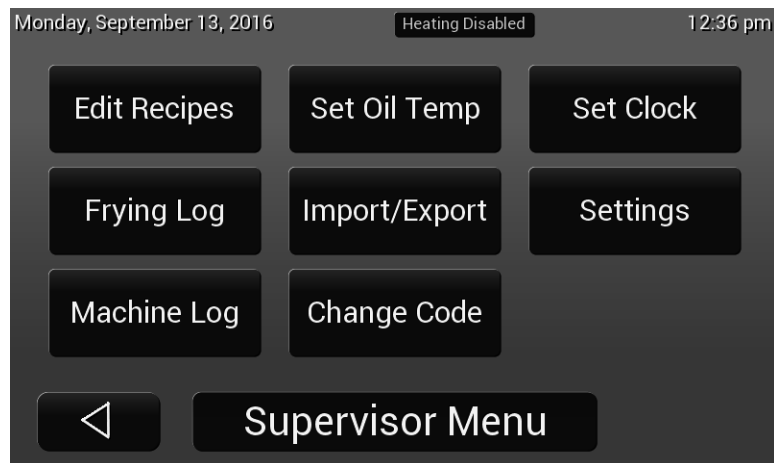 Monday, September 13, 2016 Heating Disabled 12:36 pm
Edit Recipes Set Oil Temp Set Clock
Frying Log Import/Export Settings
Machine Log Change Code
Supervisor Menu